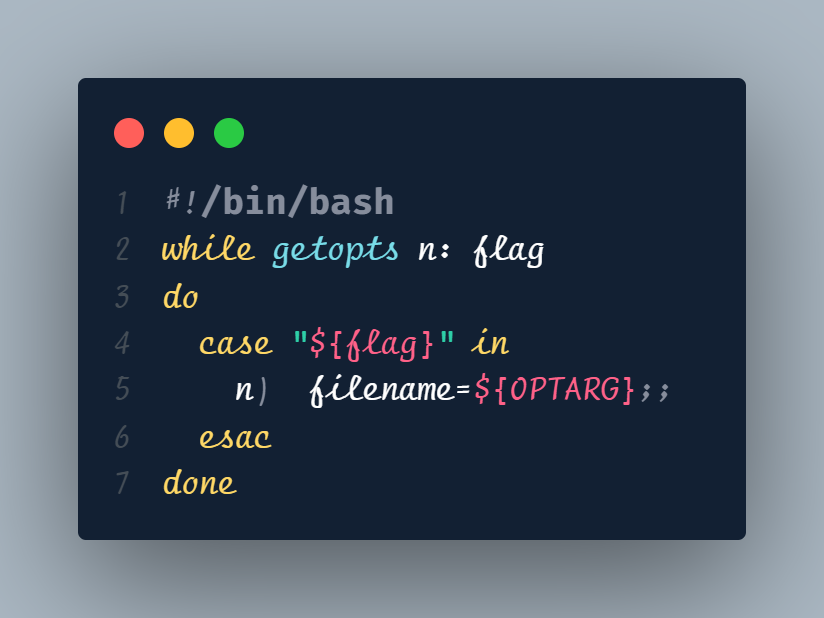 1 #!/bin/bash
2 while getopts n: flag
3 do
4   case "${flag}" in
5     n)  filename=${OPTARG};;
6   esac
7 done